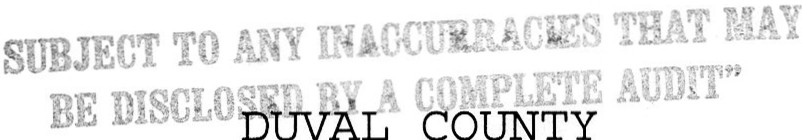 SUBJECT TO ANY INACCURRACIES THAT MAY
BE DISCLOSED BY A COMPLETE AUDIT”
DUVAL COUNTY